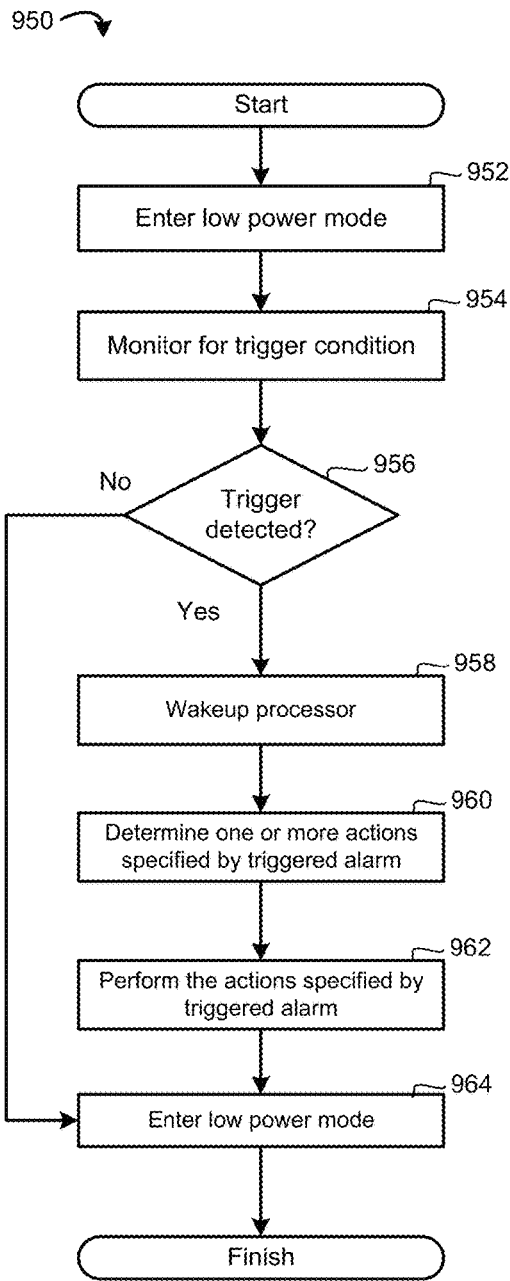 950
Start
952
Enter low power mode
954
Monitor for trigger condition
956
No
Trigger
detected?
Yes
958
Wakeup processor
960
Determine one or more actions
specified by triggered alarm
962
Perform the actions specified by
triggered alarm
964
Enter low power mode
Finish